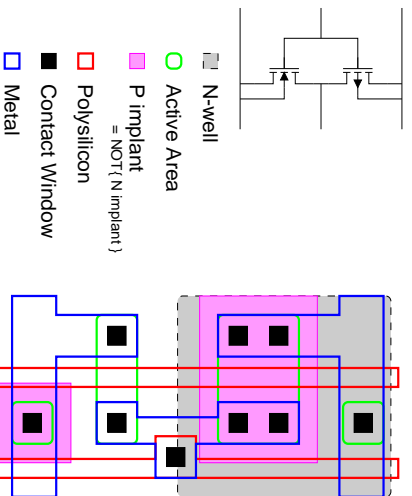 N-well
Active Area
P implant
= NOT( N implant )
Polysilicon
Contact Window
Metal